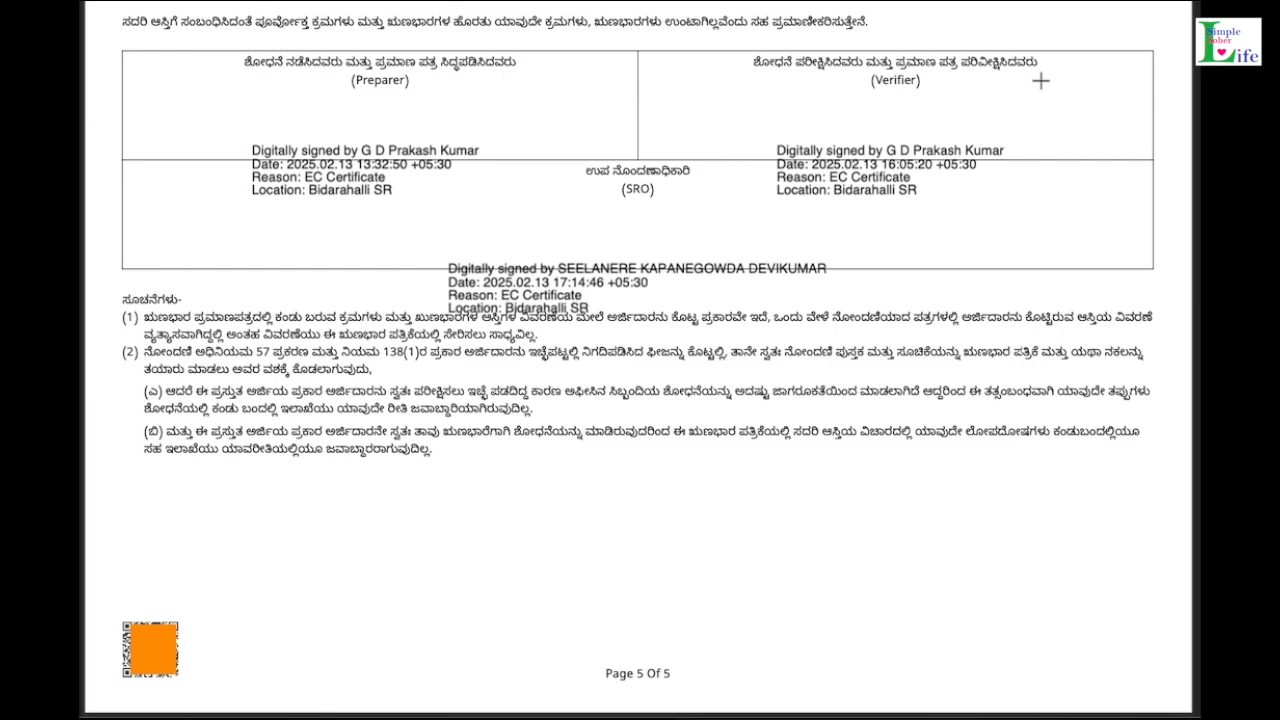 ಸದರಿ ಆಸ್ತಿಗೆ ಸಂಬಂಧಿಸಿದಂತೆ ಪೂರ್ವೋಕ್ತ ಕ್ರಮಗಳು ಮತ್ತು ಋಣಭಾರಗಳ ಹೊರತು ಯಾವುದೇ ಕ್ರಮಗಳು, ಋಣಭಾರಗಳು ಉಂಟಾಗಿಲ್ಲವೆಂದು ಸಹ ಪ್ರಮಾಣೀಕರಿಸುತ್ತೇನೆ.
Simple
Sober
Life
ಶೋಧನೆ ನಡೆಸಿದವರು ಮತ್ತು ಪ್ರಮಾಣ ಪತ್ರ ಸಿದ್ಧಪಡಿಸಿದವರು
(Preparer)
ಶೋಧನೆ ಪರೀಕ್ಷಿಸಿದವರು ಮತ್ತು ಪ್ರಮಾಣ ಪತ್ರ ಪರಿವೀಕ್ಷಿಸಿದವರು
(Verifier)
Digitally signed by G D Prakash Kumar
Date: 2025.02.13 13:32:50 +05:30
Reason: EC Certificate
Location: Bidarahalli SR
Digitally signed by G D Prakash Kumar
Date: 2025.02.13 16:05:20 +05:30
Reason: EC Certificate
Location: Bidarahalli SR
ಉಪ ನೊಂದಣಾಧಿಕಾರಿ
(SRO)
Digitally signed by SEELANERE KAPANEGOWDA DEVIKUMAR
Date: 2025.02.13 17:14:46 +05:30
Reason: EC Certificate
Location: Bidarahalli SR
ಸೂಚನೆಗಳು-
(1) ಋಣಭಾರ ಪ್ರಮಾಣಪತ್ರದಲ್ಲಿ ಕಂಡು ಬರುವ ಕ್ರಮಗಳು ಮತ್ತು ಋಣಭಾರಗಳ ಆಸ್ತಿಗಳ ವಿವರಣೆಯ ಮೇಲೆ ಅರ್ಜಿದಾರನು ಕೊಟ್ಟ ಪ್ರಕಾರವೇ ಇದೆ, ಒಂದು ವೇಳೆ ನೋಂದಣಿಯಾದ ಪತ್ರಗಳಲ್ಲಿ ಅರ್ಜಿದಾರನು ಕೊಟ್ಟಿರುವ ಆಸ್ತಿಯ ವಿವರಣೆ
ವ್ಯತ್ಯಾಸವಾಗಿದ್ದಲ್ಲಿ ಅಂತಹ ವಿವರಣೆಯು ಈ ಋಣಭಾರ ಪತ್ರಿಕೆಯಲ್ಲಿ ಸೇರಿಸಲು ಸಾಧ್ಯವಿಲ್ಲ.
(2) ನೋಂದಣಿ ಅಧಿನಿಯಮ 57 ಪ್ರಕರಣ ಮತ್ತು ನಿಯಮ 138(1)ರ ಪ್ರಕಾರ ಅರ್ಜಿದಾರನು ಇಚ್ಛೆಪಟ್ಟಲ್ಲಿ ನಿಗದಿಪಡಿಸಿದ ಫೀಜನ್ನು ಕೊಟ್ಟಲ್ಲಿ, ತಾನೇ ಸ್ವತಃ ನೋಂದಣಿ ಪುಸ್ತಕ ಮತ್ತು ಸೂಚಿಕೆಯನ್ನು ಋಣಭಾರ ಪತ್ರಿಕೆ ಮತ್ತು ಯಥಾ ನಕಲನ್ನು
ತಯಾರು ಮಾಡಲು ಅವರ ವಶಕ್ಕೆ ಕೊಡಲಾಗುವುದು,
(ಎ) ಆದರೆ ಈ ಪ್ರಸ್ತುತ ಅರ್ಜಿಯ ಪ್ರಕಾರ ಅರ್ಜಿದಾರನು ಸ್ವತಃ ಪರೀಕ್ಷಿಸಲು ಇಚ್ಛೆ ಪಡದಿದ್ದ ಕಾರಣ ಆಫೀಸಿನ ಸಿಬ್ಬಂದಿಯ ಶೋಧನೆಯನ್ನು ಆದಷ್ಟು ಜಾಗರೂಕತೆಯಿಂದ ಮಾಡಲಾಗಿದೆ ಆದ್ದರಿಂದ ಈ ತತ್ಸಂಬಂಧವಾಗಿ ಯಾವುದೇ ತಪ್ಪುಗಳು
ಶೋಧನೆಯಲ್ಲಿ ಕಂಡು ಬಂದಲ್ಲಿ ಇಲಾಖೆಯು ಯಾವುದೇ ರೀತಿ ಜವಾಬ್ದಾರಿಯಾಗಿರುವುದಿಲ್ಲ.
(ಬಿ) ಮತ್ತು ಈ ಪ್ರಸ್ತುತ ಅರ್ಜಿಯ ಪ್ರಕಾರ ಅರ್ಜಿದಾರನೇ ಸ್ವತಃ ತಾವು ಋಣಭಾರೆಗಾಗಿ ಶೋಧನೆಯನ್ನು ಮಾಡಿರುವುದರಿಂದ ಈ ಋಣಭಾರ ಪತ್ರಿಕೆಯಲ್ಲಿ ಸದರಿ ಆಸ್ತಿಯ ವಿಚಾರದಲ್ಲಿ ಯಾವುದೇ ಲೋಪದೋಷಗಳು ಕಂಡುಬಂದಲ್ಲಿಯೂ
ಸಹ ಇಲಾಖೆಯು ಯಾವರೀತಿಯಲ್ಲಿಯೂ ಜವಾಬ್ದಾರರಾಗುವುದಿಲ್ಲ.
Page 5 Of 5